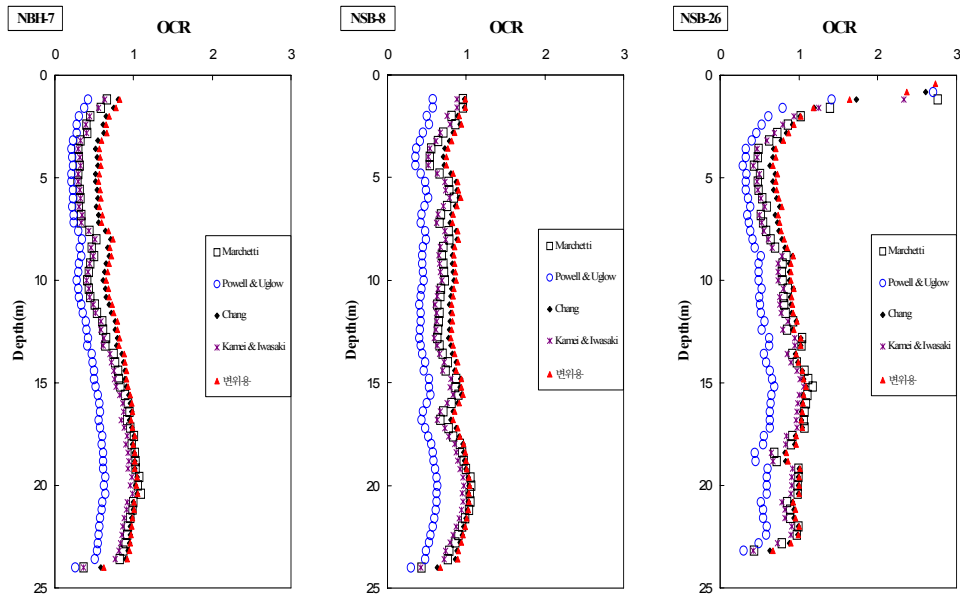 NBH-7
OCR
0 1 2 3
0
5
10
15
20
25
Depth(m)
Marchetti
Powell & Uglow
Chang
Kamei & Iwasaki
변위용
NSB-8
OCR
0 1 2 3
0
5
10
15
20
25
Depth(m)
Marchetti
Powell & Uglow
Chang
Kamei & Iwasaki
변위용
NSB-26
OCR
0 1 2 3
0
5
10
15
20
25
Depth(m)
Marchetti
Powell & Uglow
Chang
Kamei & Iwasaki
변위용